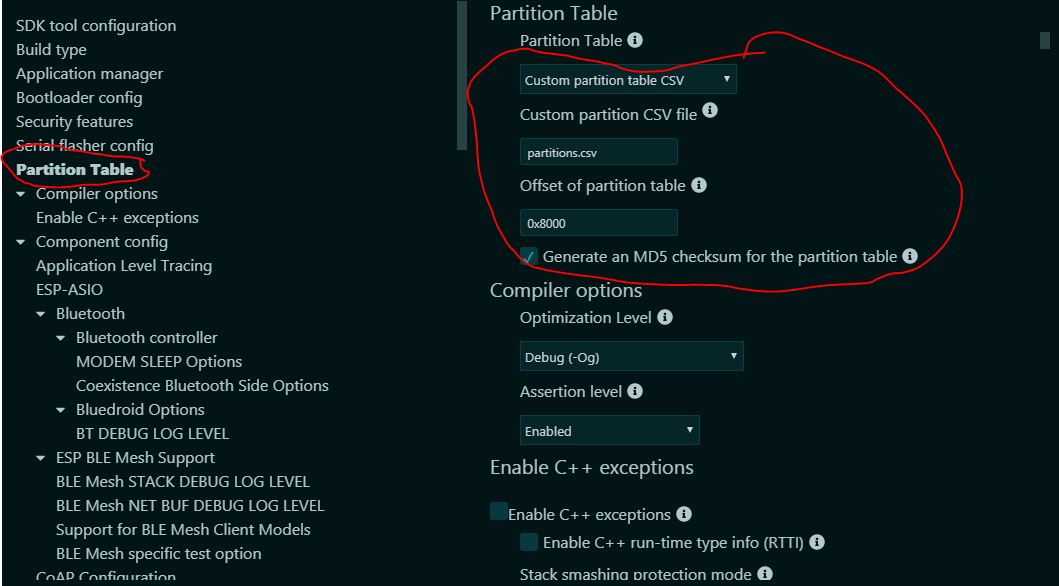 SDK tool configuration
Build type
Application manager
Bootloader config
Security features
Serial flasher config
Partition Table
Compiler options
Enable C++ exceptions
Component config
Application Level Tracing
ESP-ASIO
Bluetooth
Bluetooth controller
MODEM SLEEP Options
Coexistence Bluetooth Side Options
Bluedroid Options
BT DEBUG LOG LEVEL
ESP BLE Mesh Support
BLE Mesh STACK DEBUG LOG LEVEL
BLE Mesh NET BUF DEBUG LOG LEVEL
Support for BLE Mesh Client Models
BLE Mesh specific test option
CoAP Configuration
Partition Table
Partition Table
Custom partition table CSV
Custom partition CSV file
partitions.csv
Offset of partition table
0x8000
Generate an MD5 checksum for the partition table
Compiler options
Optimization Level
Debug (-Og)
Assertion level
Enabled
Enable C++ exceptions
Enable C++ exceptions
Enable C++ run-time type info (RTTI)
Stack smashing protection mode